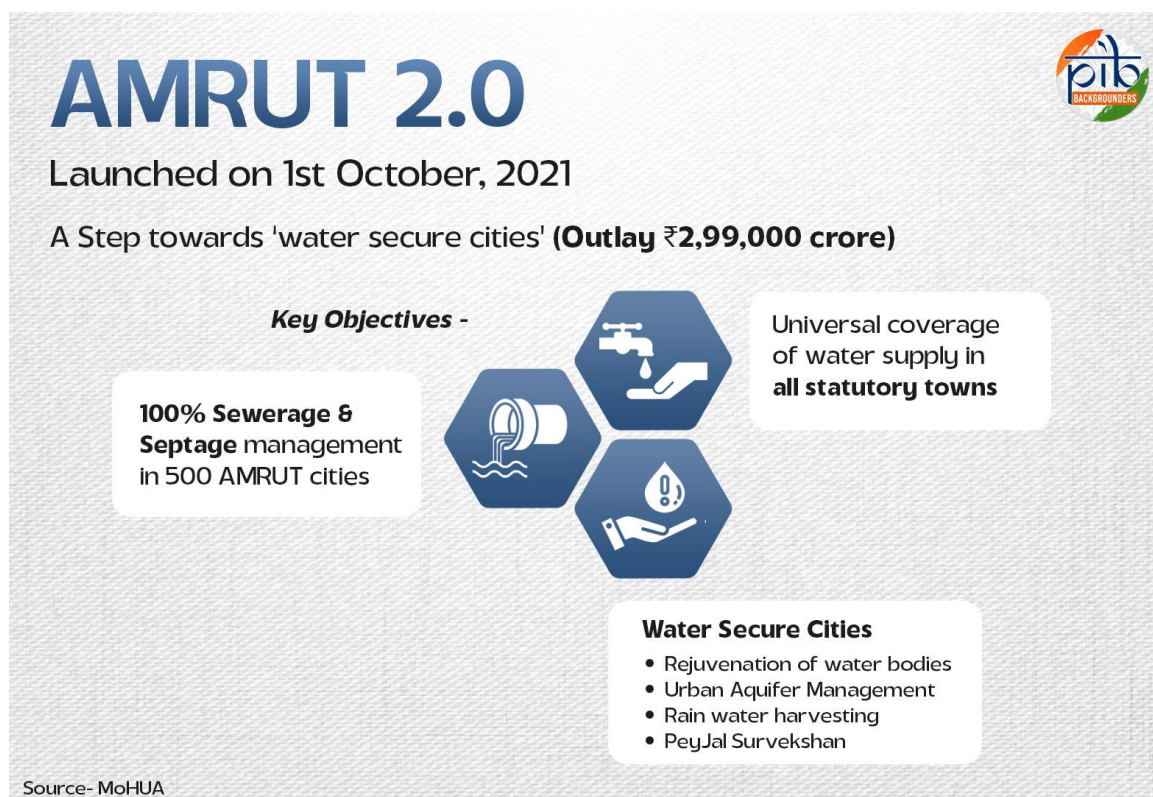 AMRUT 2.0
pib
BACKGROUNDERS
Launched on 1st October, 2021
A Step towards 'water secure cities' (Outlay ₹2,99,000 crore)
Key Objectives -
Universal coverage
of water supply in
all statutory towns
100% Sewerage &
Septage management
in 500 AMRUT cities
Water Secure Cities
• Rejuvenation of water bodies
• Urban Aquifer Management
• Rain water harvesting
• PeyJal Survekshan
Source- MoHUA